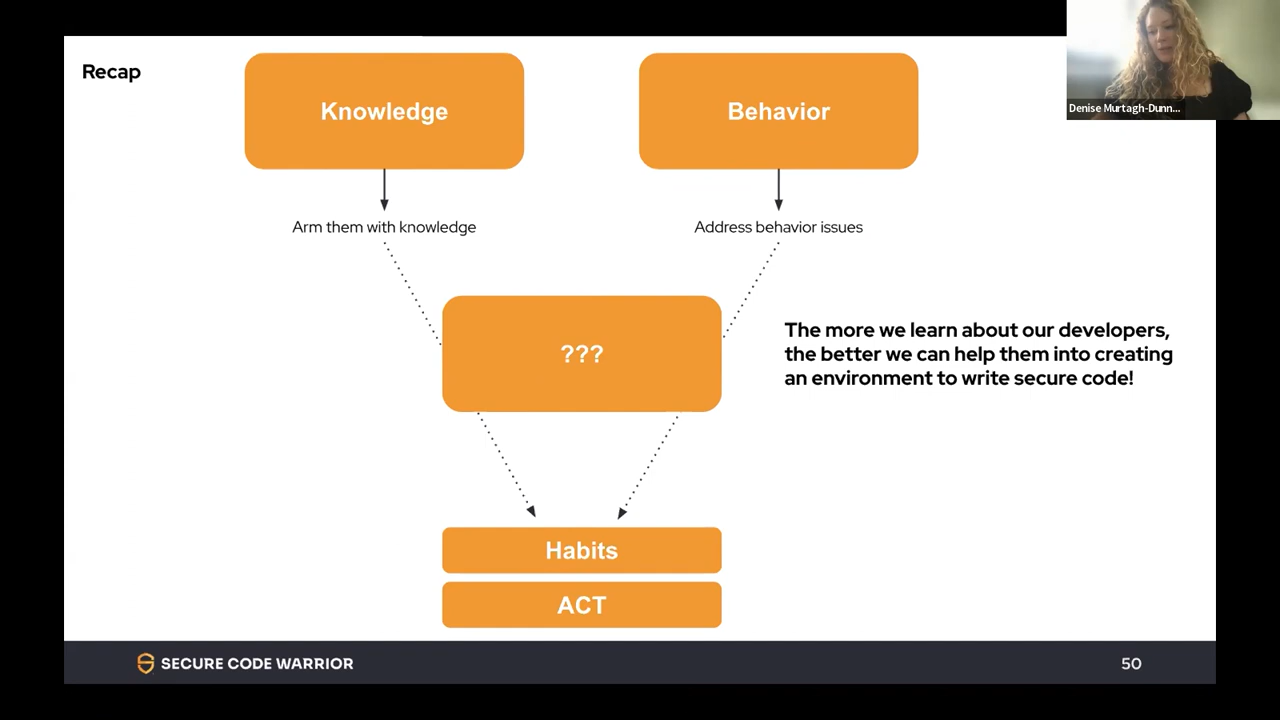 Recap
Knowledge
Behavior
Denise Murtagh-Dunn...
Arm them with knowledge
Address behavior issues
???
The more we learn about our developers,
the better we can help them into creating
an environment to write secure code!
Habits
ACT
SECURE CODE WARRIOR
50